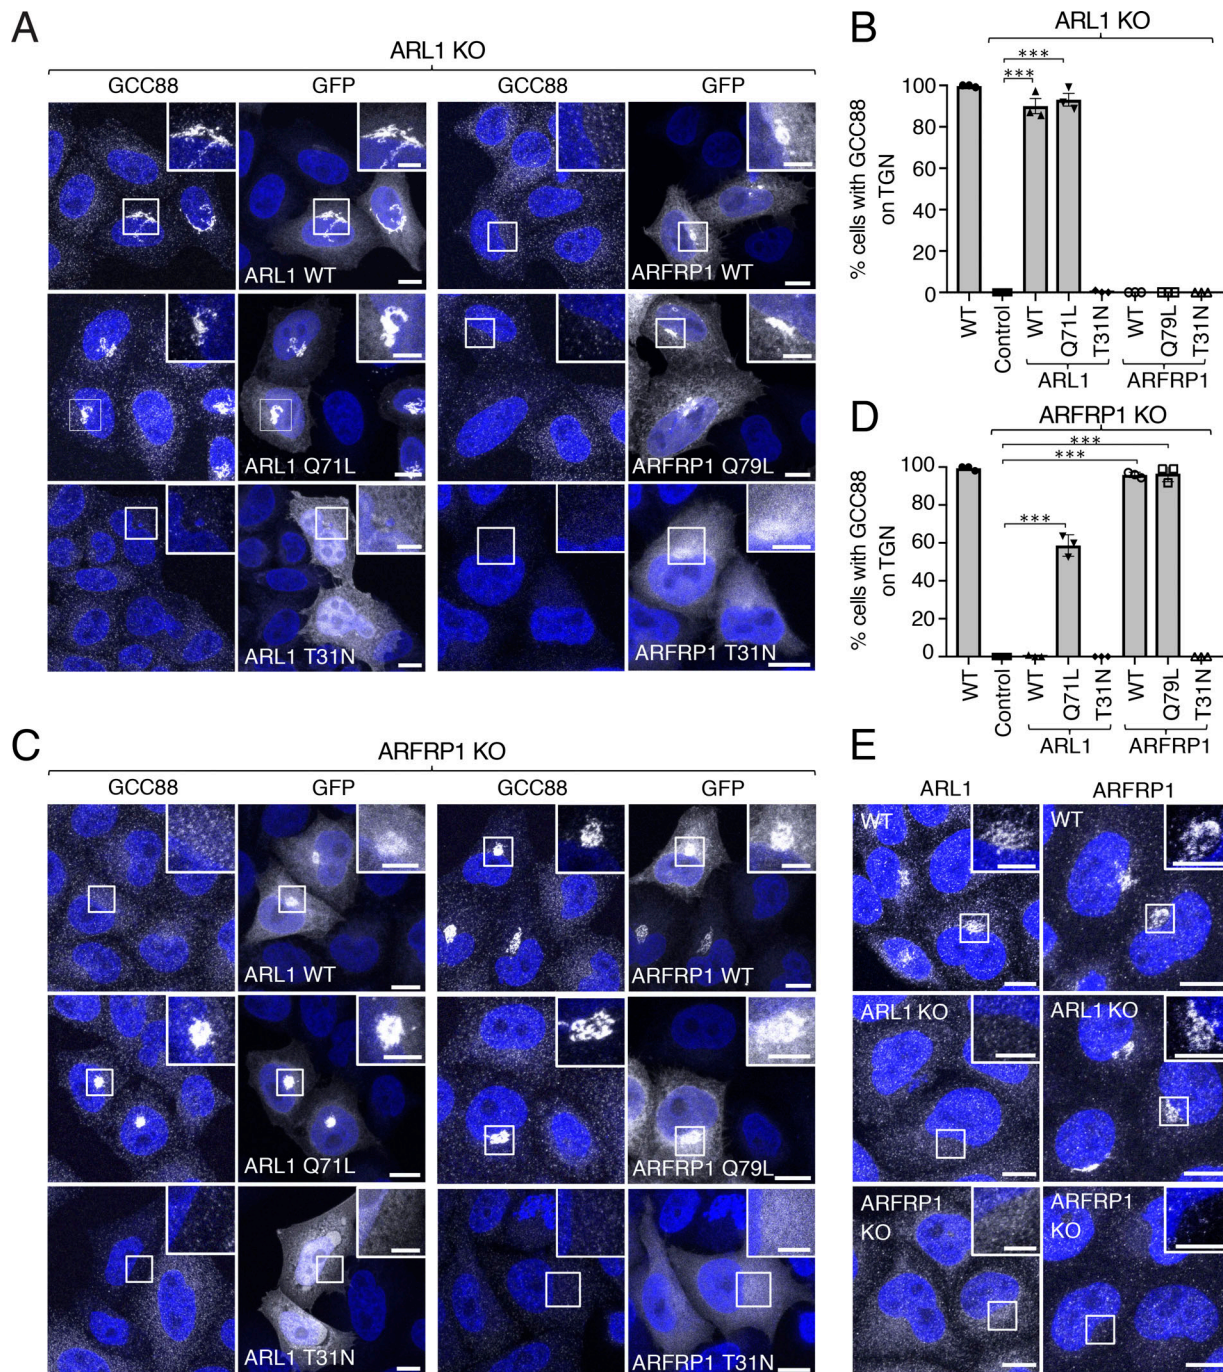 A
ARL1 KO
GCC88 GFP GCC88 GFP
ARL1 WT ARFRP1 WT
ARL1 Q71L ARFRP1 Q79L
ARL1 T31N ARFRP1 T31N
B
ARL1 KO
***
***
% cells with GCC88
on TGN
100
80
60
40
20
0
WT Control WT Q71L T31N WT Q79L T31N
ARL1 ARFRP1
D
ARFRP1 KO
***
***
***
% cells with GCC88
on TGN
100
80
60
40
20
0
WT Control WT Q71L T31N WT Q79L T31N
ARL1 ARFRP1
C
ARFRP1 KO
GCC88 GFP GCC88 GFP
ARL1 WT ARFRP1 WT
ARL1 Q71L ARFRP1 Q79L
ARL1 T31N ARFRP1 T31N
E
ARL1 ARFRP1
WT WT
ARL1 KO ARL1 KO
ARFRP1 ARFRP1
KO KO